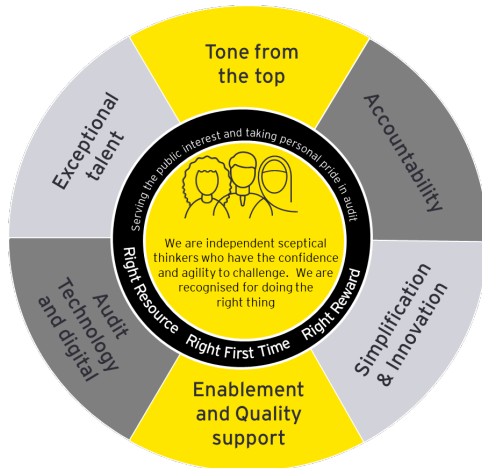 Tone from
the top
Accountability
Simplification
& Innovation
Enablement
and Quality
support
Audit
Technology
and digital
Exceptional
talent
Serving the public interest and taking personal pride in audit
We are independent sceptical
thinkers who have the confidence
and agility to challenge.  We are
recognised for doing the
right thing
Right Resource
Right First Time
Right Reward